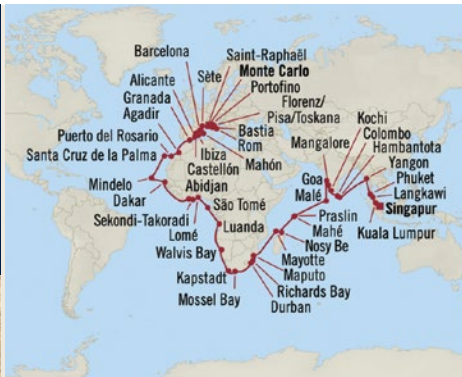 Barcelona
Saint-Raphaël
Alicante
Sète
Monte Carlo
Granada
Portofino
Agadir
Florenz/
Pisa/Toskana
Kochi
Puerto del Rosario
Bastia
Mangalore
Colombo
Santa Cruz de la Palma
Ibiza
Rom
Hambantota
Castellón
Mahón
Goa
Yangon
Mindelo
Abidjan
Malé
Phuket
Dakar
São Tomé
Langkawi
Sekondi-Takoradi
Praslin
Singapur
Lomé
Luanda
Mahé
Kuala Lumpur
Walvis Bay
Nosy Be
Mayotte
Kapstadt
Maputo
Mossel Bay
Richards Bay
Durban